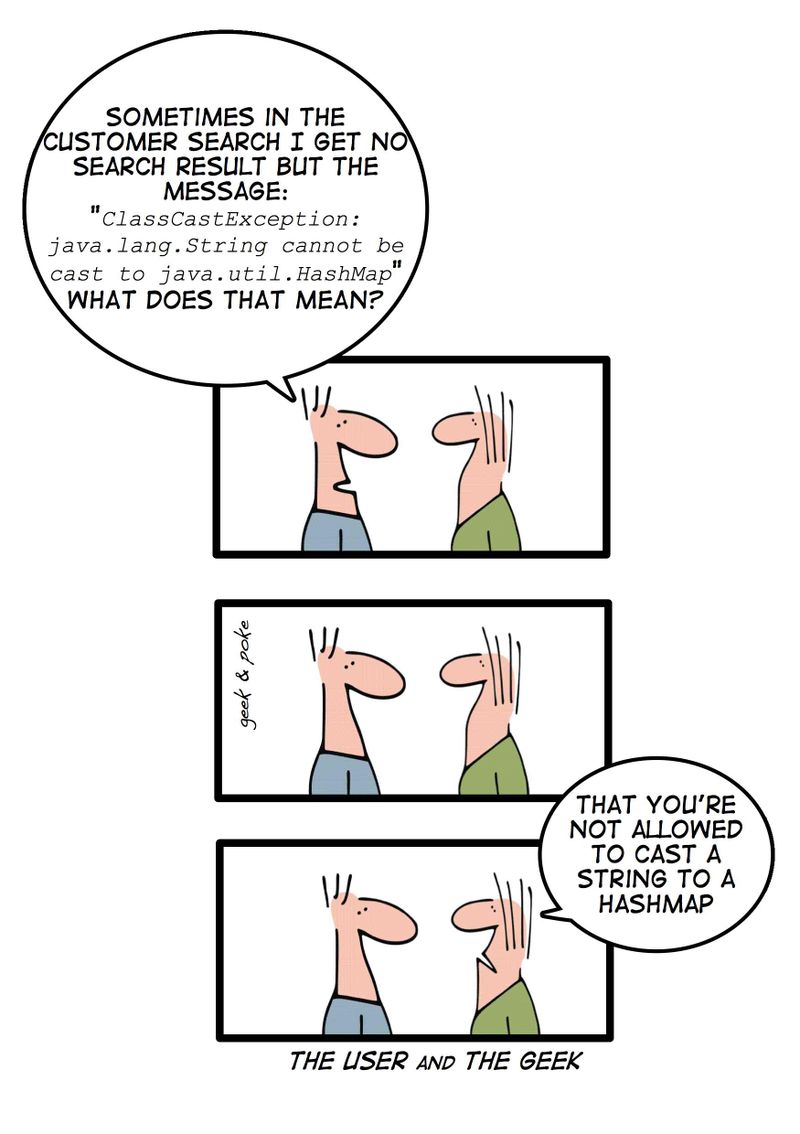 SOMETIMES IN THE
CUSTOMER SEARCH I GET NO
SEARCH RESULT BUT THE
MESSAGE:
"ClassCastException:
java.lang.String cannot be
cast to java.util.HashMap"
WHAT DOES THAT MEAN?
geek & poke
THAT YOU'RE
NOT ALLOWED
TO CAST A
STRING TO A
HASHMAP
THE USER AND THE GEEK